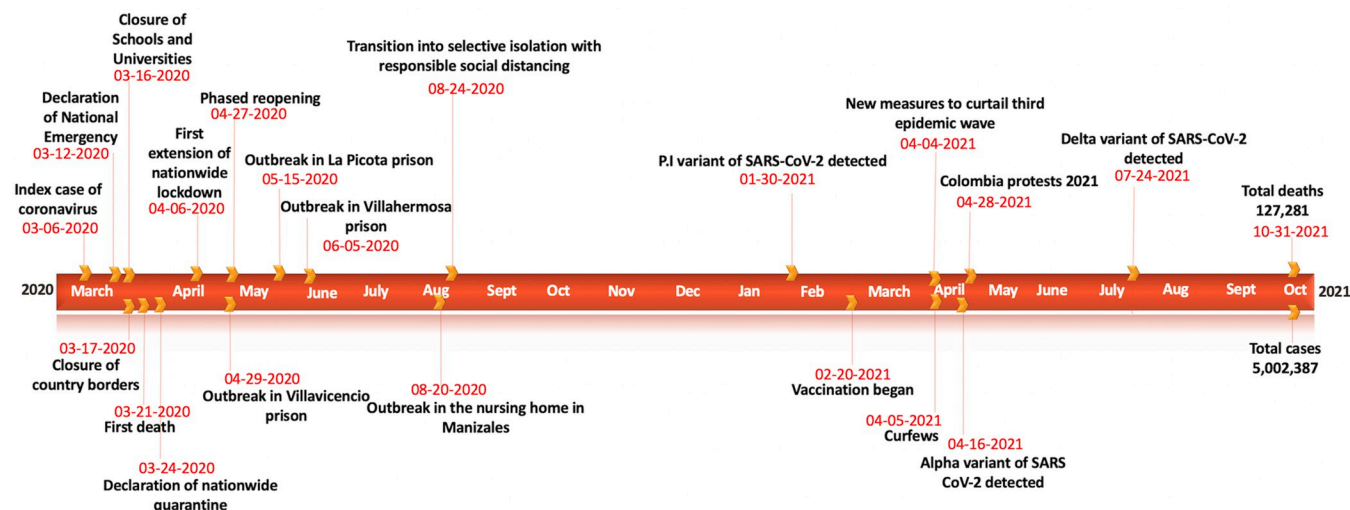 Closure of
Schools and
Universities
03-16-2020
Declaration
of National
Emergency
03-12-2020
Index case of
coronavirus
03-06-2020
First
extension of
nationwide
lockdown
04-06-2020
Phased reopening
04-27-2020
Outbreak in La Picota prison
05-15-2020
Outbreak in Villahermosa
prison
06-05-2020
Transition into selective isolation with
responsible social distancing
08-24-2020
P.I variant of SARS-CoV-2 detected
01-30-2021
New measures to curtail third
epidemic wave
04-04-2021
Colombia protests 2021
04-28-2021
Delta variant of SARS-CoV-2
detected
07-24-2021
Total deaths
127,281
10-31-2021
2020 March April May June July Aug Sept Oct Nov Dec Jan Feb March April May June July Aug Sept Oct 2021
03-17-2020
Closure of
country borders
03-21-2020
First death
03-24-2020
Declaration of nationwide
quarantine
04-29-2020
Outbreak in Villavicencio
prison
08-20-2020
Outbreak in the nursing home in
Manizales
02-20-2021
Vaccination began
04-05-2021
Curfews
04-16-2021
Alpha variant of SARS
CoV-2 detected
Total cases
5,002,387